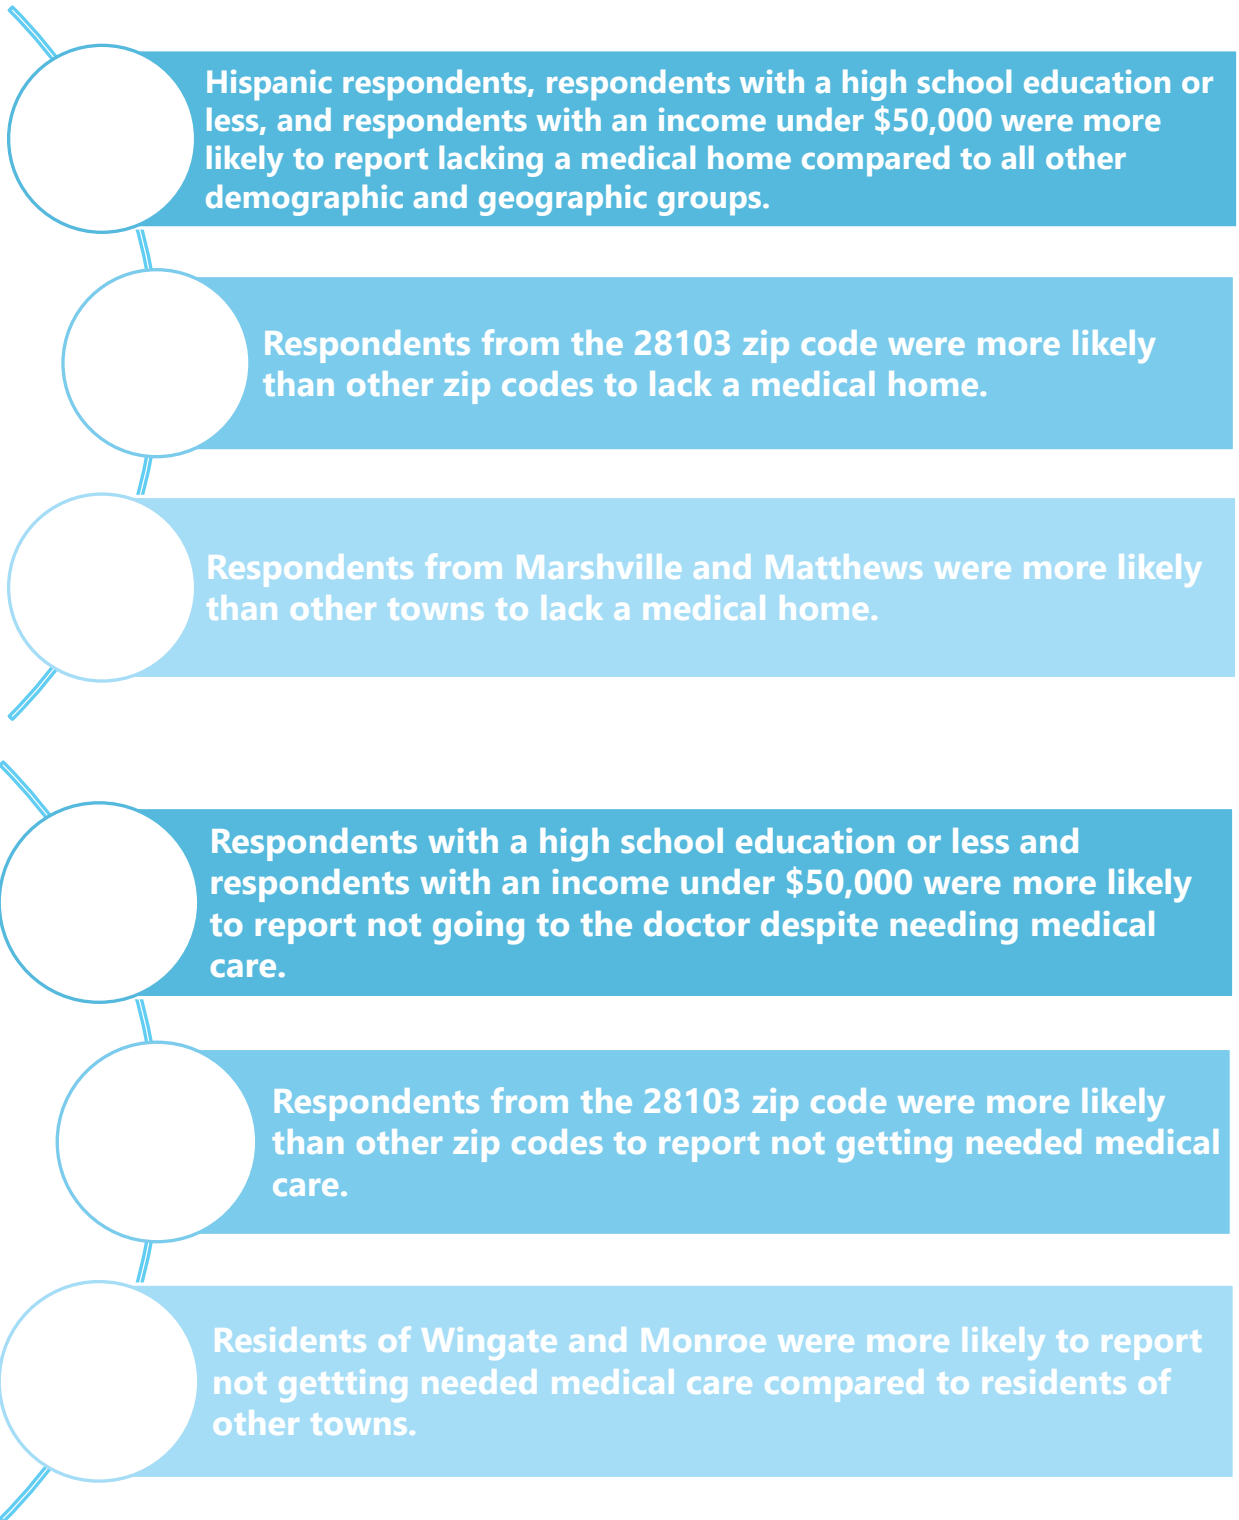 Hispanic respondents, respondents with a high school education or
less, and respondents with an income under $50,000 were more
likely to report lacking a medical home compared to all other
demographic and geographic groups.
Respondents from the 28103 zip code were more likely
than other zip codes to lack a medical home.
Respondents from Marshville and Matthews were more likely
than other towns to lack a medical home.
Respondents with a high school education or less and
respondents with an income under $50,000 were more likely
to report not going to the doctor despite needing medical
care.
Respondents from the 28103 zip code were more likely
than other zip codes to report not getting needed medical
care.
Residents of Wingate and Monroe were more likely to report
not gettting needed medical care compared to residents of
other towns.